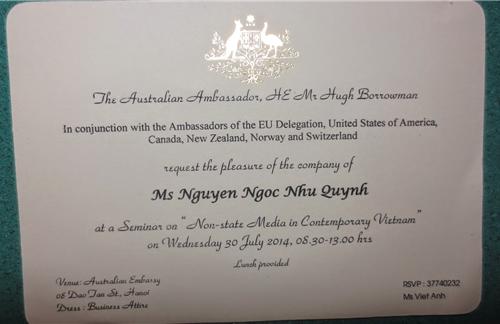 The Australian Ambassador, HE Mr Hugh Borrowman
In conjunction with the Ambassadors of the EU Delegation, United States of America,
Canada, New Zealand, Norway and Switzerland
request the pleasure of the company of
Ms Nguyen Ngoc Nhu Quynh
at a Seminar on "Non-state Media in Contemporary Vietnam"
on Wednesday 30 July 2014, 08.30-13.00 hrs
Lunch provided
Venue: Australian Embassy
08 Dao Tan St., Hanoi
Dress : Business Attire
RSVP : 37740232
Ms Viet Anh